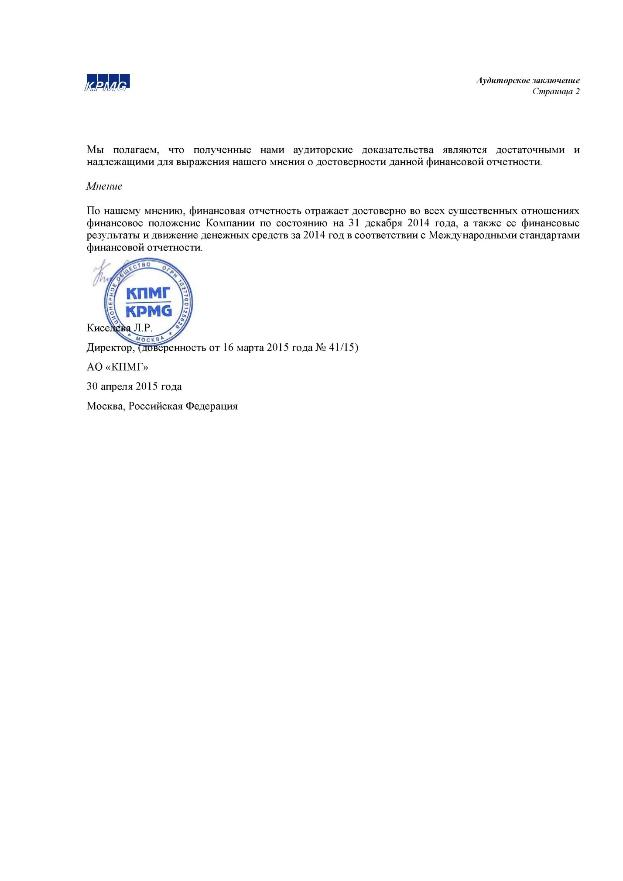 KPMG
Аудиторское заключение
Страница 2
Мы полагаем, что полученные нами аудиторские доказательства являются достаточными и
надлежащими для выражения нашего мнения о достоверности данной финансовой отчетности.
Мнение
По нашему мнению, финансовая отчетность отражает достоверно во всех существенных отношениях
финансовое положение Компании по состоянию на 31 декабря 2014 года, а также ее финансовые
результаты и движение денежных средств за 2014 год в соответствии с Международными стандартами
финансовой отчетности.
ОБЩЕСТВО ОГРН
КПМГ
KPMG
МОСКВА
Киселева Л.Р.
Директор, (доверенность от 16 марта 2015 года № 41/15)
АО «КПМГ»
30 апреля 2015 года
Москва, Российская Федерация